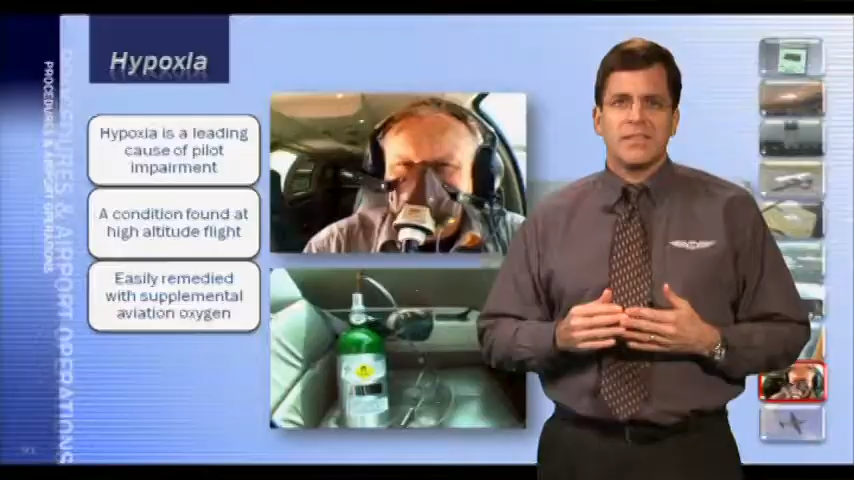 Hypoxia
Hypoxia is a leading
cause of pilot
impairment
A condition found at
high altitude flight
Easily remedied
with supplemental
aviation oxygen
PROCEDURES & AIRPORT OPERATIONS
PROCEDURES & AIRPORT OPERATIONS